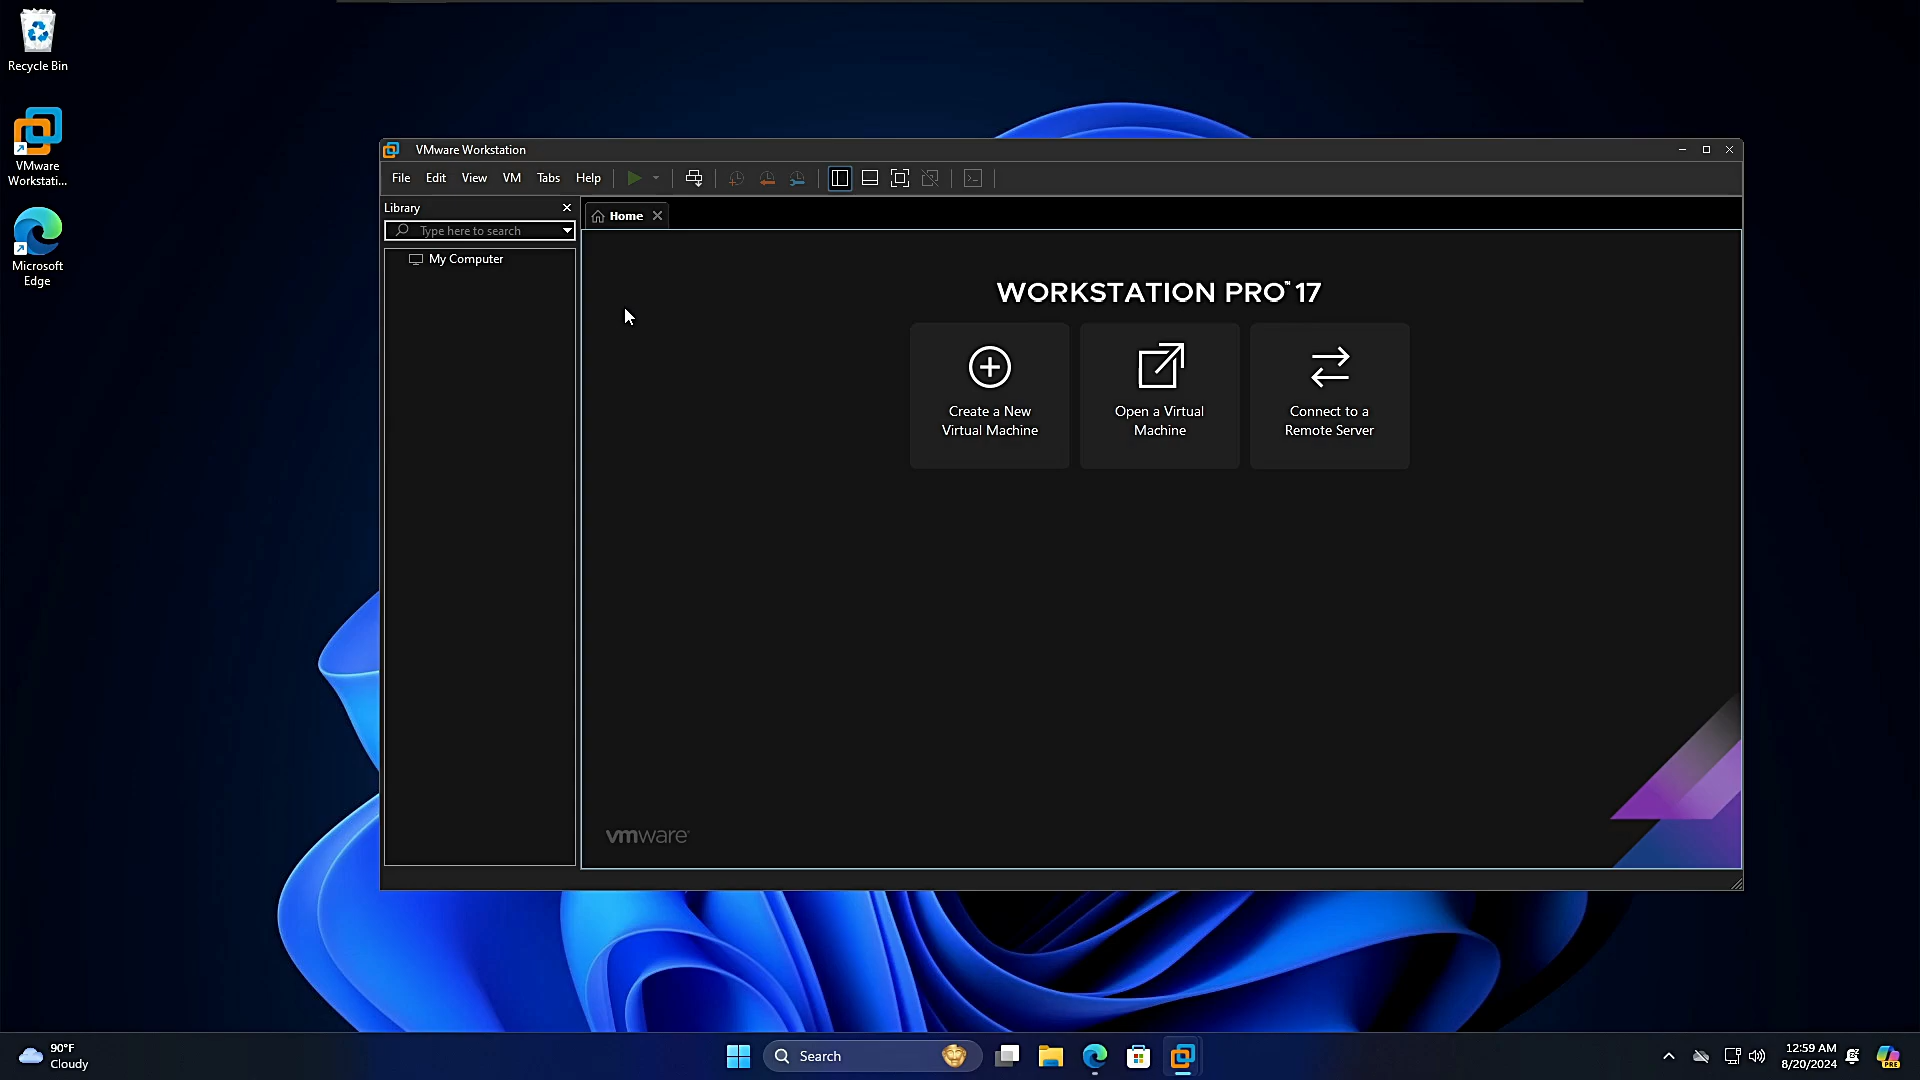 Recycle Bin
VMware
Workstati...
Microsoft
Edge
VMware Workstation
File Edit View VM Tabs Help
Library
Home
Type here to search
My Computer
WORKSTATION PRO™ 17
Create a New
Virtual Machine
Open a Virtual
Machine
Connect to a
Remote Server
vmware
90°F
Cloudy
Search
12:59 AM
8/20/2024
PRE